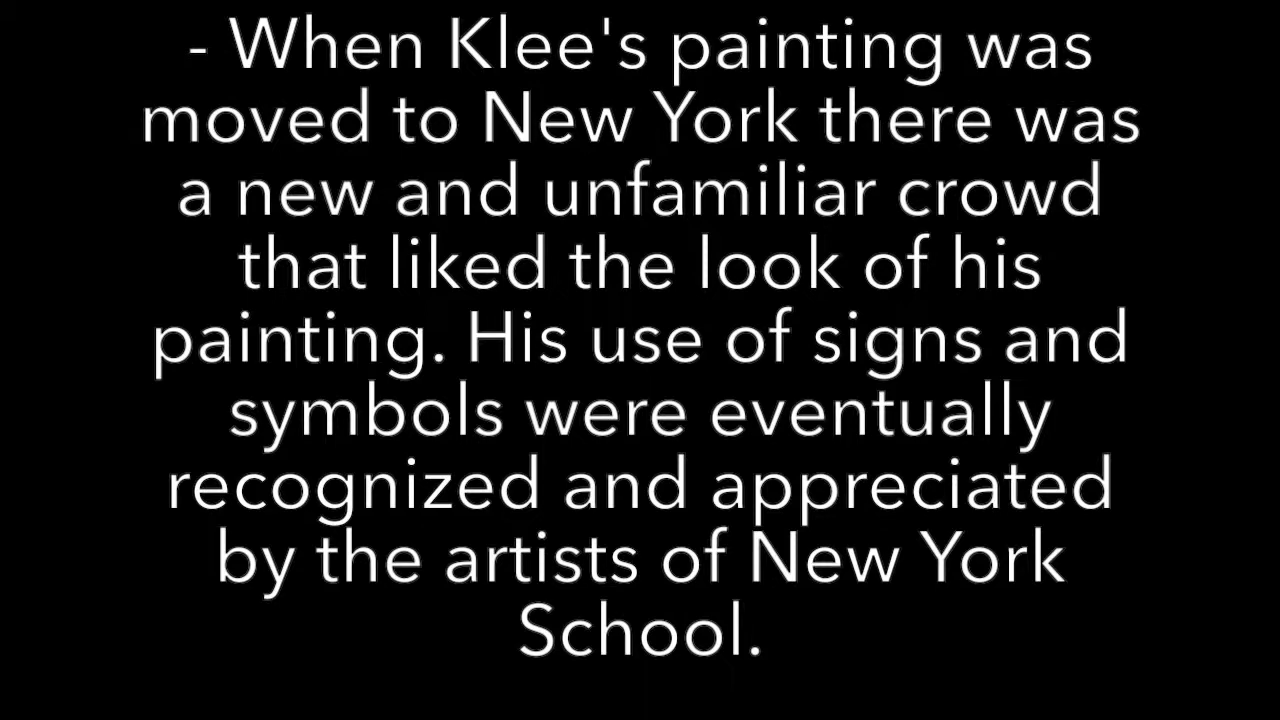 - When Klee's painting was
moved to New York there was
a new and unfamiliar crowd
that liked the look of his
painting. His use of signs and
symbols were eventually
recognized and appreciated
by the artists of New York
School.